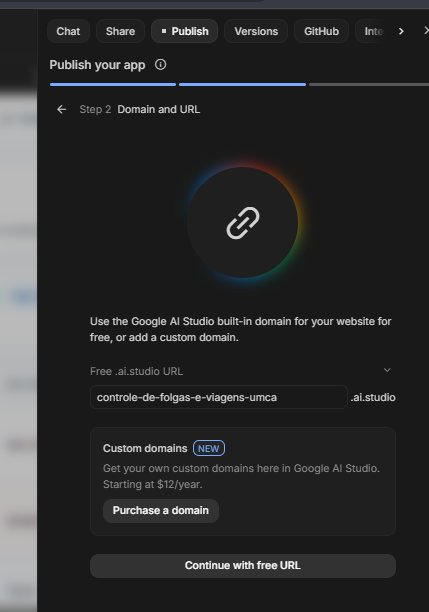 Chat Share Publish Versions GitHub Inte
Publish your app
Step 2 Domain and URL
Use the Google AI Studio built-in domain for your website for
free, or add a custom domain.
Free .ai.studio URL
controle-de-folgas-e-viagens-umca .ai.studio
Custom domains NEW
Get your own custom domains here in Google AI Studio.
Starting at $12/year.
Purchase a domain
Continue with free URL